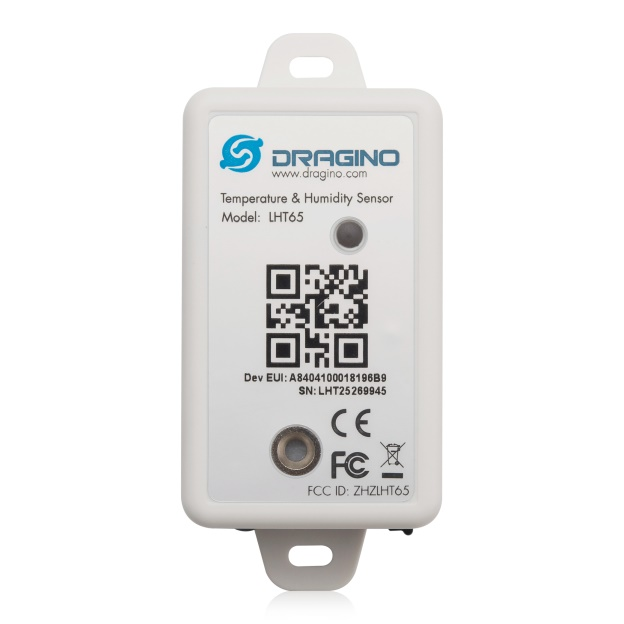 DRAGINO
www.dragino.com
Temperature & Humidity Sensor
Model: LHT65
Dev EUI: A8404100018196B9
SN: LHT25269945
CE
FC
FCC ID: ZHZLHT65